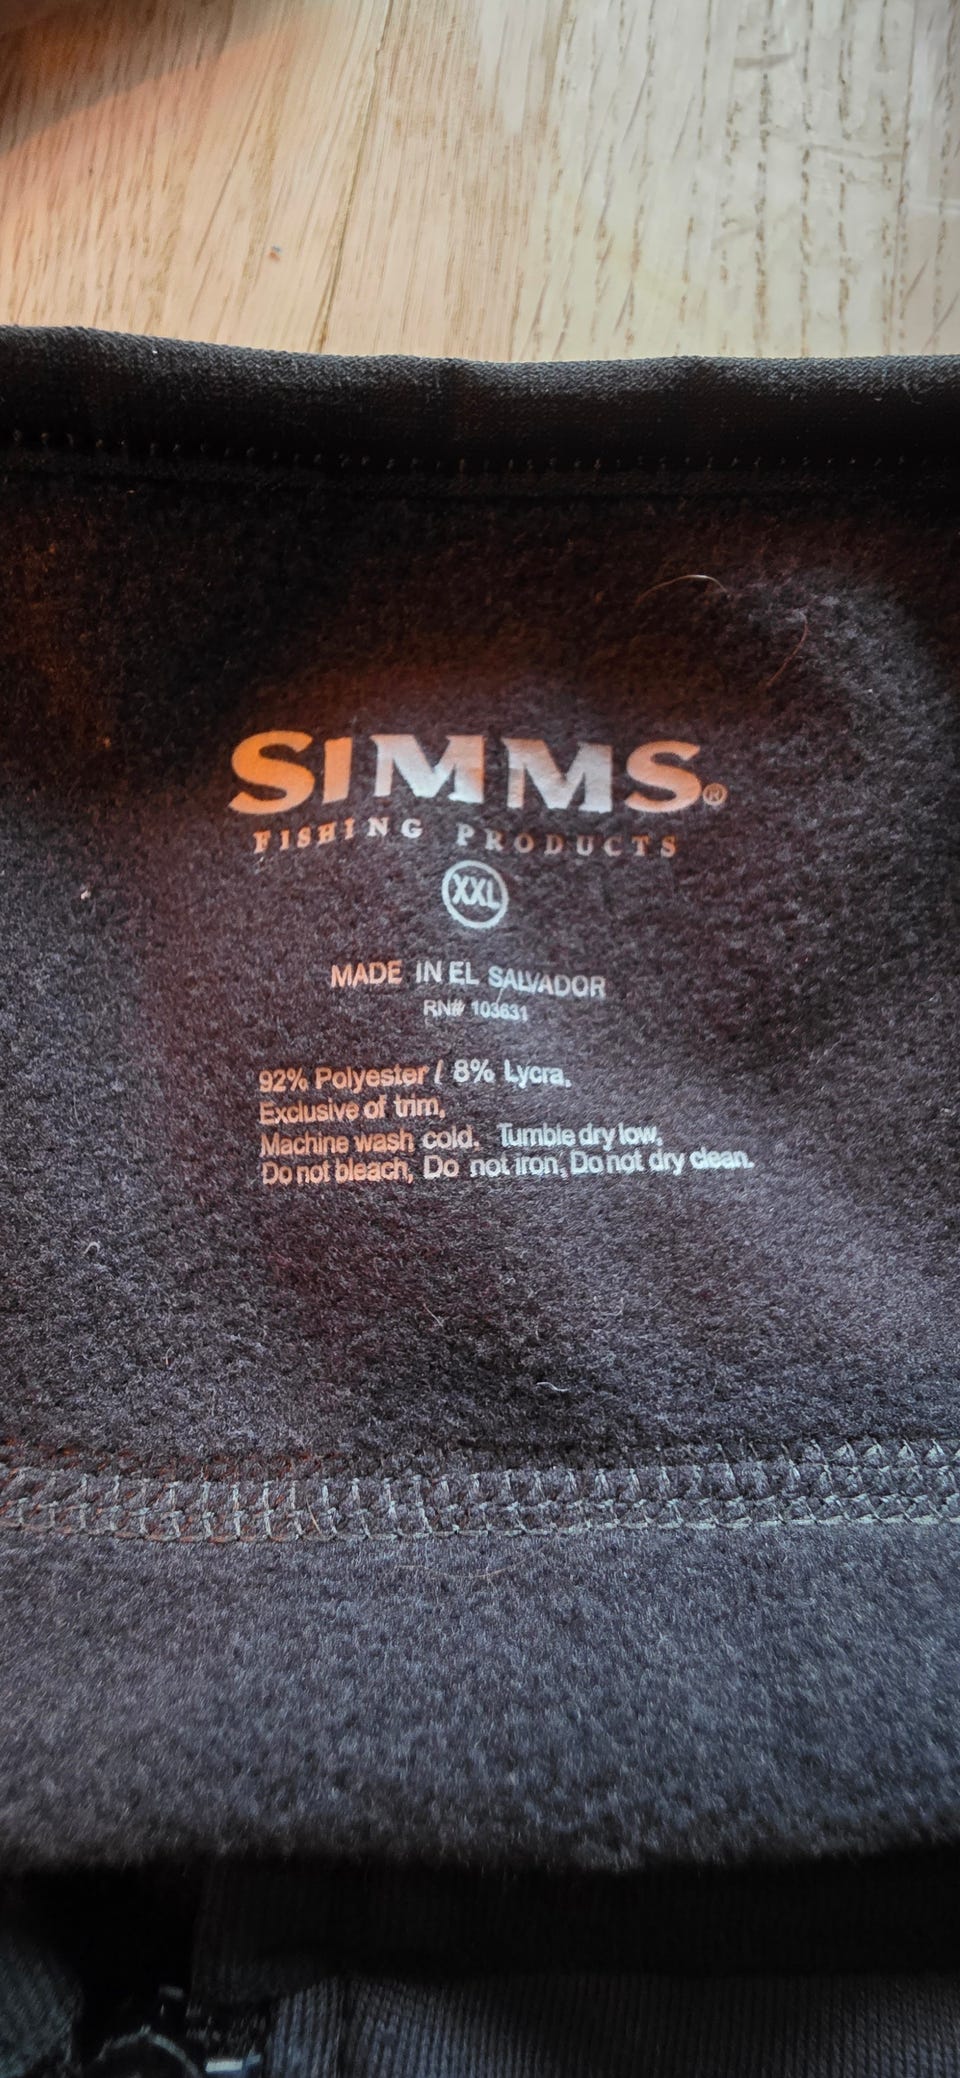 SIMMS®
FISHING PRODUCTS
XXL
MADE IN EL SALVADOR
RN# 103631
92% Polyester / 8% Lycra.
Exclusive of trim,
Machine wash cold. Tumble dry low,
Do not bleach, Do not iron, Do not dry clean.